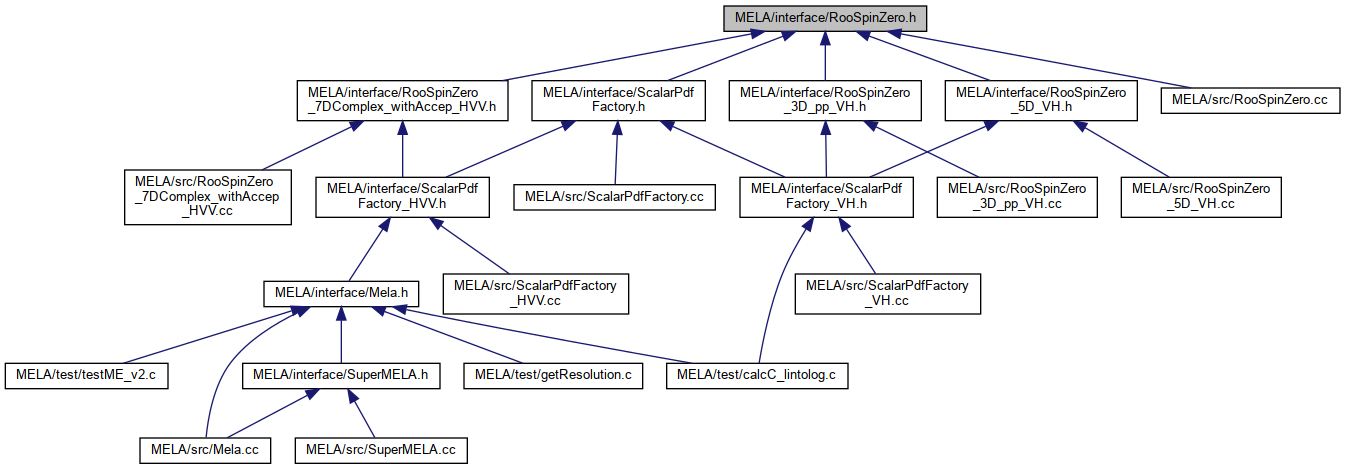 MELA/interface/RooSpinZero.h
MELA/interface/RooSpinZero
_7DComplex_withAccep_HVV.h
MELA/interface/ScalarPdf
Factory.h
MELA/interface/RooSpinZero
_3D_pp_VH.h
MELA/interface/RooSpinZero
_5D_VH.h
MELA/src/RooSpinZero.cc
MELA/src/RooSpinZero
_7DComplex_withAccep
_HVV.cc
MELA/interface/ScalarPdf
Factory_HVV.h
MELA/src/ScalarPdfFactory.cc
MELA/interface/ScalarPdf
Factory_VH.h
MELA/src/RooSpinZero
_3D_pp_VH.cc
MELA/src/RooSpinZero
_5D_VH.cc
MELA/interface/Mela.h
MELA/src/ScalarPdfFactory
_HVV.cc
MELA/src/ScalarPdfFactory
_VH.cc
MELA/test/testME_v2.c
MELA/interface/SuperMELA.h
MELA/test/getResolution.c
MELA/test/calcC_lintolog.c
MELA/src/Mela.cc
MELA/src/SuperMELA.cc